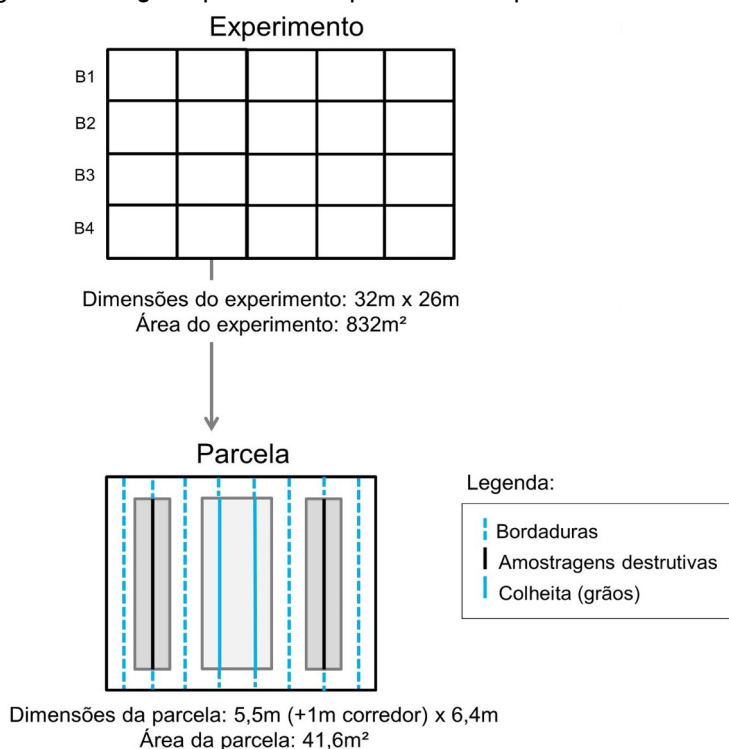 Experimento
B1
B2
B3
B4
Dimensões do experimento: 32m x 26m
Área do experimento: 832m²
Parcela
Legenda:
Bordaduras
Amostragens destrutivas
Colheita (grãos)
Dimensões da parcela: 5,5m (+1m corredor) x 6,4m
Área da parcela: 41,6m²